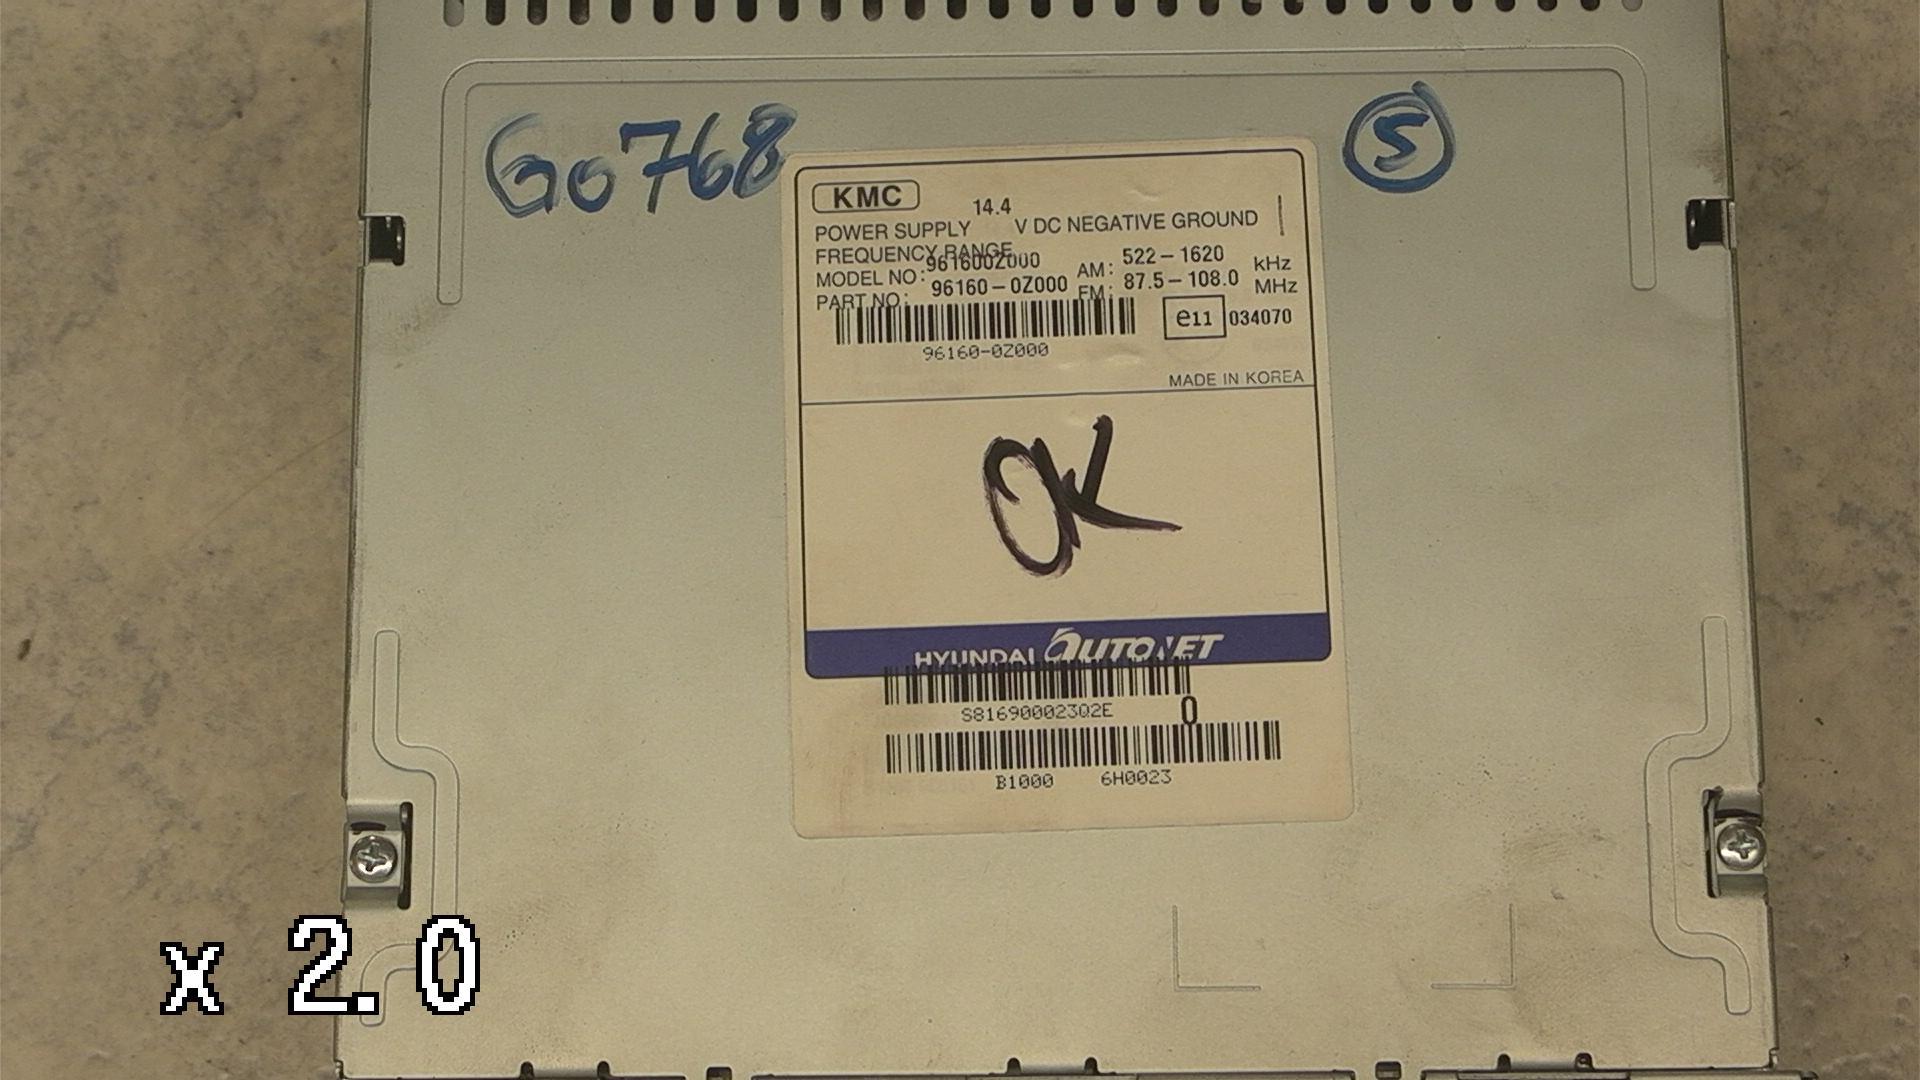 Go768
5
KMC
POWER SUPPLY 14.4 V DC NEGATIVE GROUND
FREQUENCY RANGE
MODEL NO: 961600Z000 AM: 522-1620 kHz
PART NO: 96160-0Z000 FM: 87.5-108.0 MHz
e11 034070
96160-0Z000
MADE IN KOREA
OK
HYUNDAI AUTONET
S816900023Q2E 0
B1000 6H0023
x 2.0